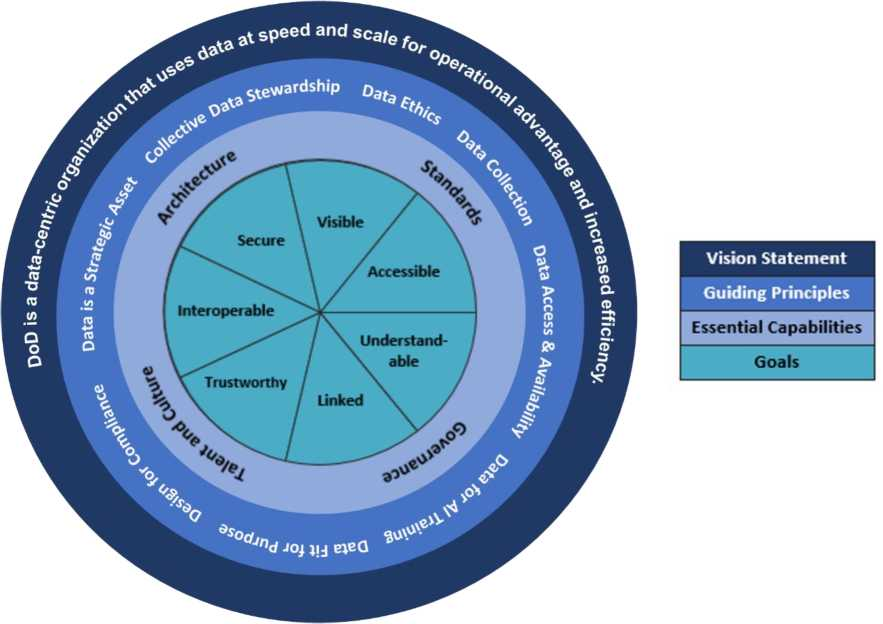 DoD is a data-centric organization that uses data at speed and scale for operational advantage and increased efficiency.
Data is a Strategic Asset
Collective Data Stewardship
Data Ethics
Data Collection
Data Access & Availability
Data for AI Training
Data Fit for Purpose
Design for Compliance
Architecture
Standards
Governance
Talent and Culture
Visible
Accessible
Understand-
able
Linked
Trustworthy
Interoperable
Secure
Vision Statement
Guiding Principles
Essential Capabilities
Goals